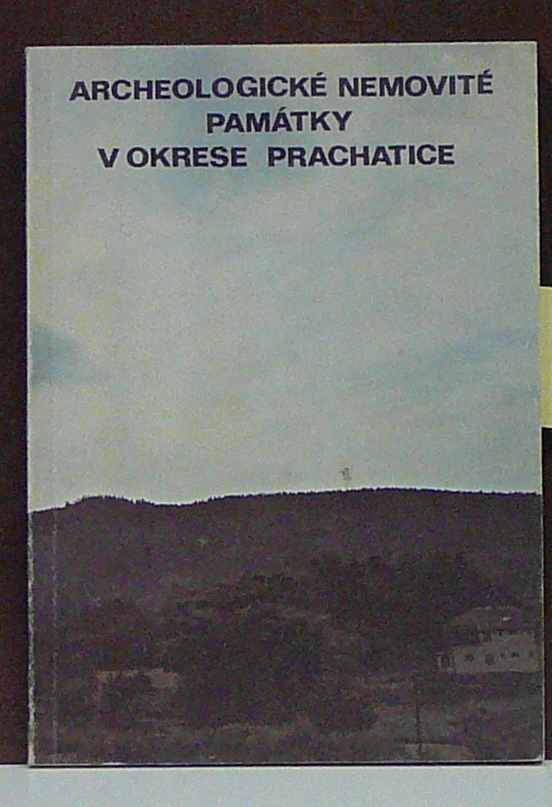 ARCHEOLOGICKÉ NEMOVITÉ
PAMÁTKY
V OKRESE PRACHATICE